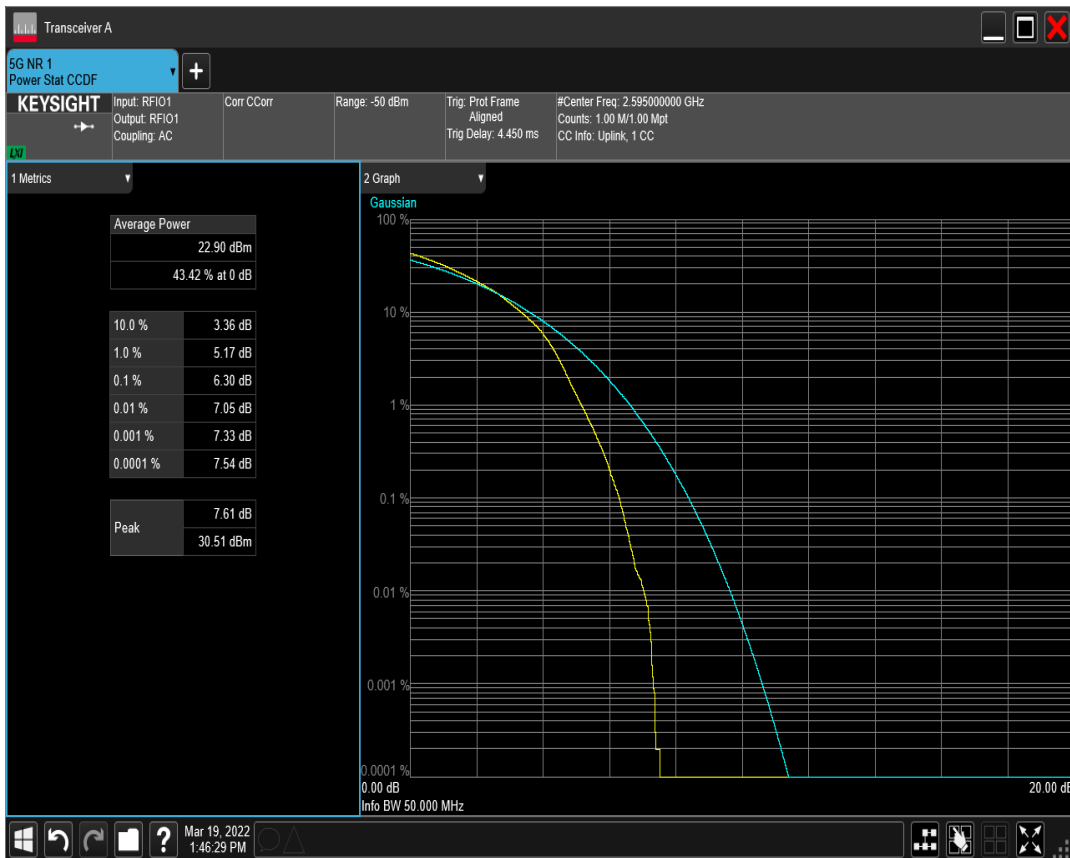 Transceiver A
5G NR 1
Power Stat CCDF
KEYSIGHT
LXI
Input: RFIO1
Output: RFIO1
Coupling: AC
Corr CCorr
Range: -50 dBm
Trig: Prot Frame
Aligned
Trig Delay: 4.450 ms
#Center Freq: 2.595000000 GHz
Counts: 1.00 M/1.00 Mpt
CC Info: Uplink, 1 CC
1 Metrics
Average Power
22.90 dBm
43.42 % at 0 dB
10.0 % 3.36 dB
1.0 % 5.17 dB
0.1 % 6.30 dB
0.01 % 7.05 dB
0.001 % 7.33 dB
0.0001 % 7.54 dB
Peak 7.61 dB
30.51 dBm
2 Graph
Gaussian
100 %
10 %
1 %
0.1 %
0.01 %
0.001 %
0.0001 %
0.00 dB 20.00 dB
Info BW 50.000 MHz
Mar 19, 2022
1:46:29 PM